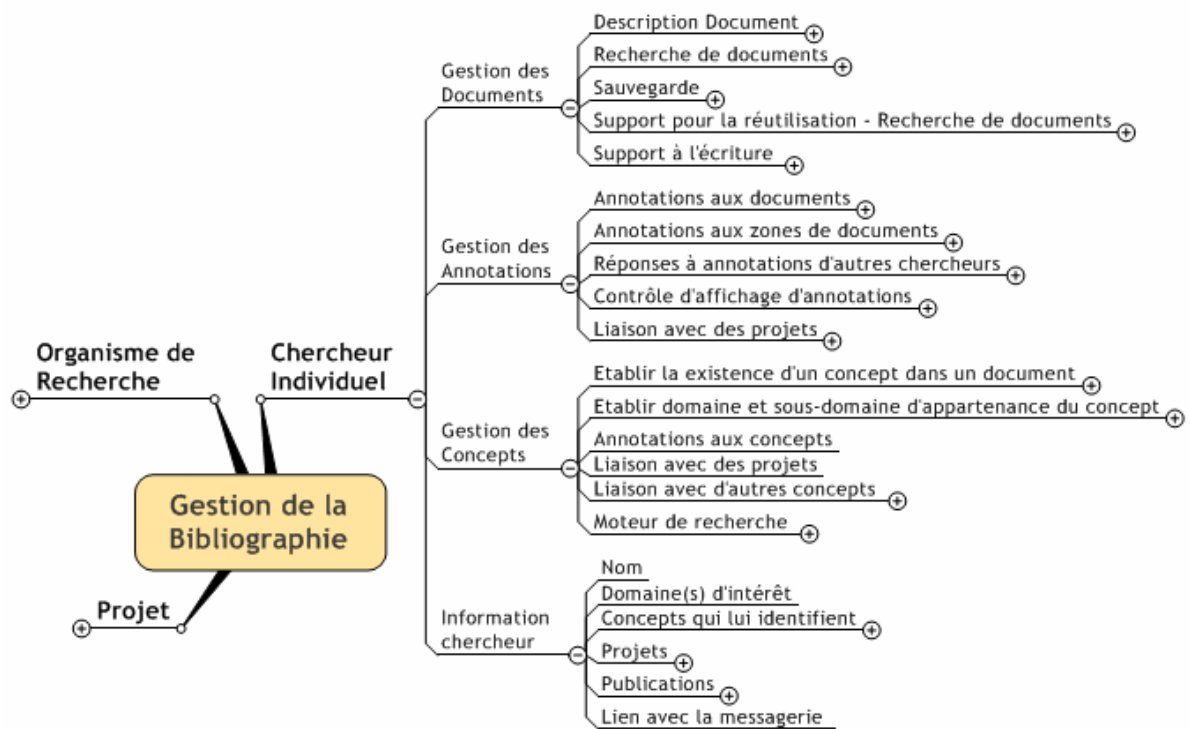 Description Document
Recherche de documents
Gestion des
Documents
Sauvegarde
Support pour la réutilisation - Recherche de documents
Support à l'écriture
Annotations aux documents
Annotations aux zones de documents
Gestion des
Annotations
Réponses à annotations d'autres chercheurs
Contrôle d'affichage d'annotations
Liaison avec des projets
Organisme de
Recherche
Chercheur
Individuel
Etablir la existence d'un concept dans un document
Etablir domaine et sous-domaine d'appartenance du concept
Gestion des
Concepts
Annotations aux concepts
Liaison avec des projets
Liaison avec d'autres concepts
Moteur de recherche
Gestion de la
Bibliographie
Projet
Nom
Domaine(s) d'intérêt
Information
chercheur
Concepts qui lui identifient
Projets
Publications
Lien avec la messagerie